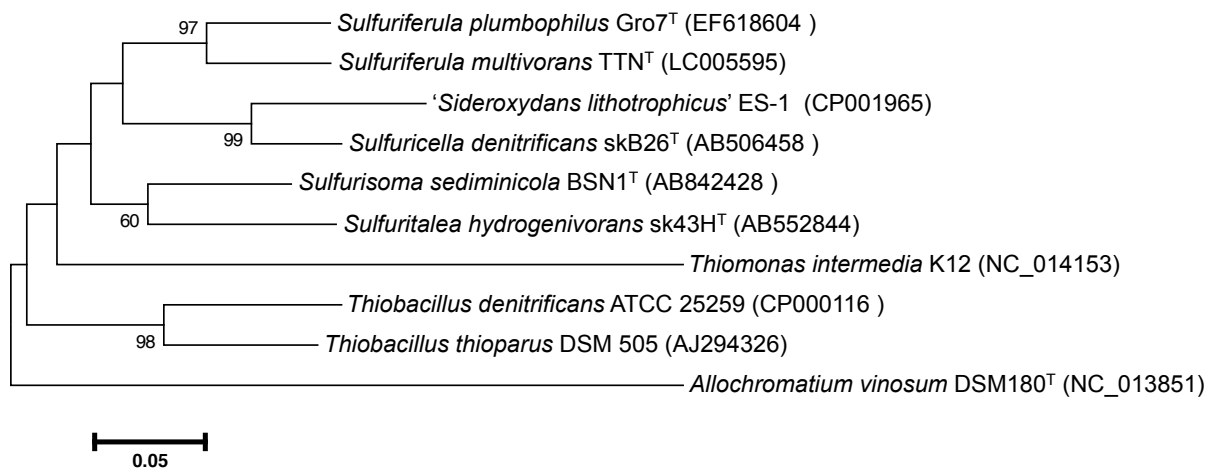 97
Sulfuriferula plumbophilus Gro7ᵀ (EF618604 )
Sulfuriferula multivorans TTNᵀ (LC005595)
‘Sideroxydans lithotrophicus’ ES-1  (CP001965)
99
Sulfuricella denitrificans skB26ᵀ (AB506458 )
Sulfurisoma sediminicola BSN1ᵀ (AB842428 )
60
Sulfuritalea hydrogenivorans sk43Hᵀ (AB552844)
Thiomonas intermedia K12 (NC_014153)
Thiobacillus denitrificans ATCC 25259 (CP000116 )
98
Thiobacillus thioparus DSM 505 (AJ294326)
Allochromatium vinosum DSM180ᵀ (NC_013851)
0.05